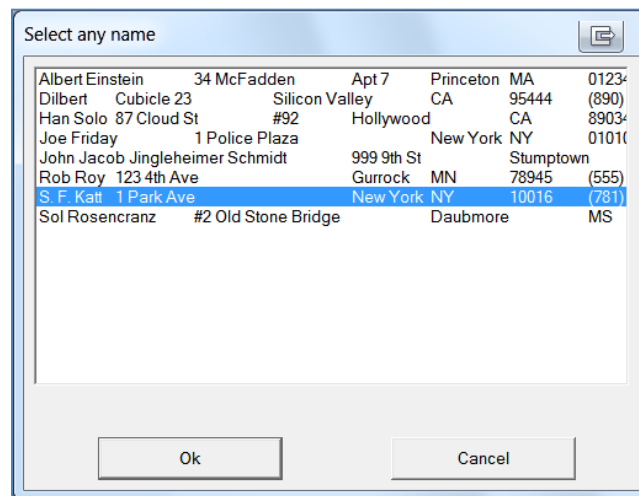 Select any name
Albert Einstein 34 McFadden Apt 7 Princeton MA 01234
Dilbert Cubicle 23 Silicon Valley CA 95444 (890)
Han Solo 87 Cloud St #92 Hollywood CA 89034
Joe Friday 1 Police Plaza New York NY 01010
John Jacob Jingleheimer Schmidt 999 9th St Stumptown
Rob Roy 123 4th Ave Gurrock MN 78945 (555)
S. F. Katt 1 Park Ave New York NY 10016 (781)
Sol Rosencranz #2 Old Stone Bridge Daubmore MS
Ok Cancel